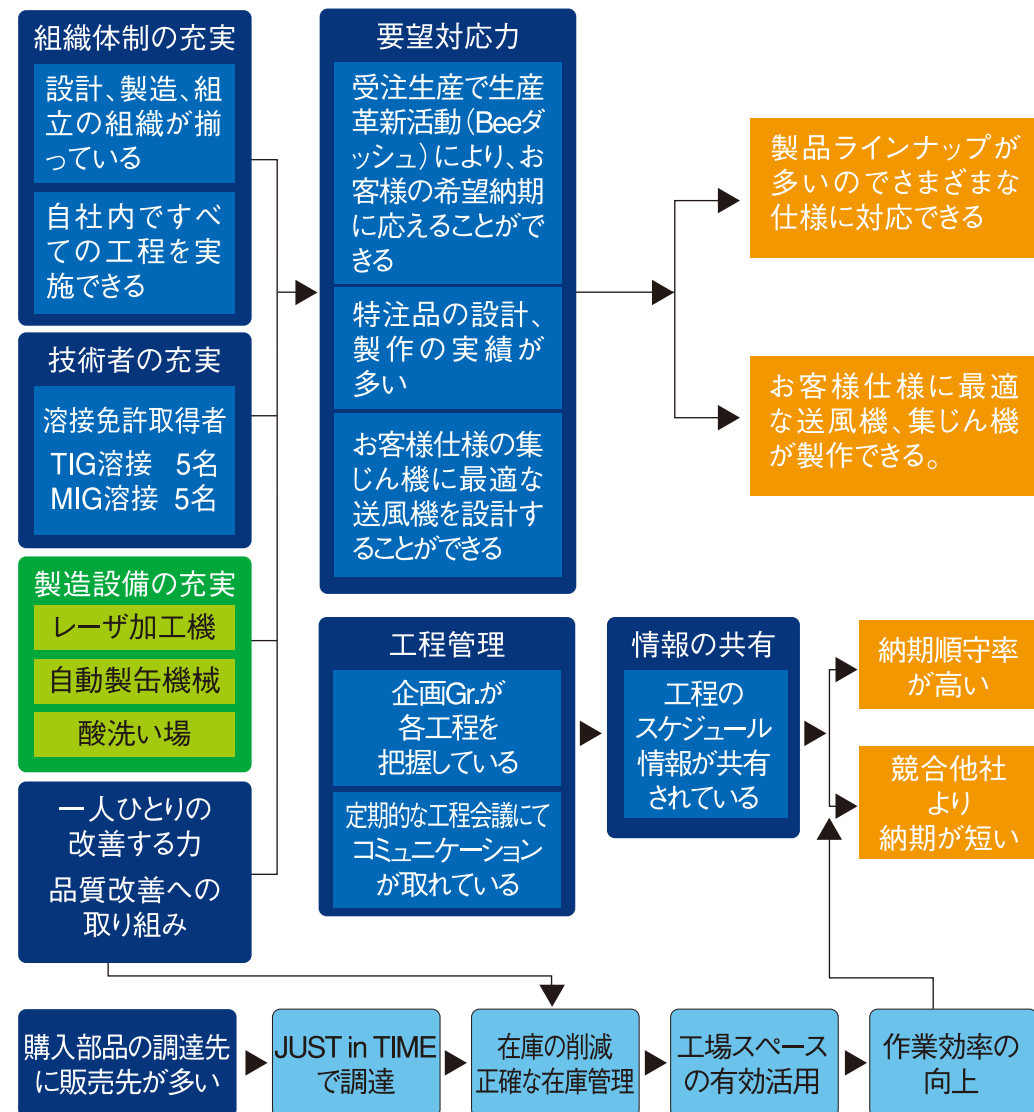 組織体制の充実
設計、製造、組
立の組織が揃
っている
自社内ですべ
ての工程を実
施できる
技術者の充実
溶接免許取得者
TIG溶接 5名
MIG溶接 5名
製造設備の充実
レーザ加工機
自動製缶機械
酸洗い場
一人ひとりの
改善する力
品質改善への
取り組み
要望対応力
受注生産で生産
革新活動（Beeダ
ッシュ）により、お
客様の希望納期
に応えることがで
きる
特注品の設計、
製作の実績が
多い
お客様仕様の集
じん機に最適な
送風機を設計す
ることができる
製品ラインナップが
多いのでさまざまな
仕様に対応できる
お客様仕様に最適
な送風機、集じん機
が製作できる。
工程管理
企画Gr.が
各工程を
把握している
定期的な工程会議にて
コミュニケーション
が取れている
情報の共有
工程の
スケジュール
情報が共有
されている
納期順守率
が高い
競合他社
より
納期が短い
購入部品の調達先
に販売先が多い
JUST in TIME
で調達
在庫の削減
正確な在庫管理
工場スペース
の有効活用
作業効率の
向上